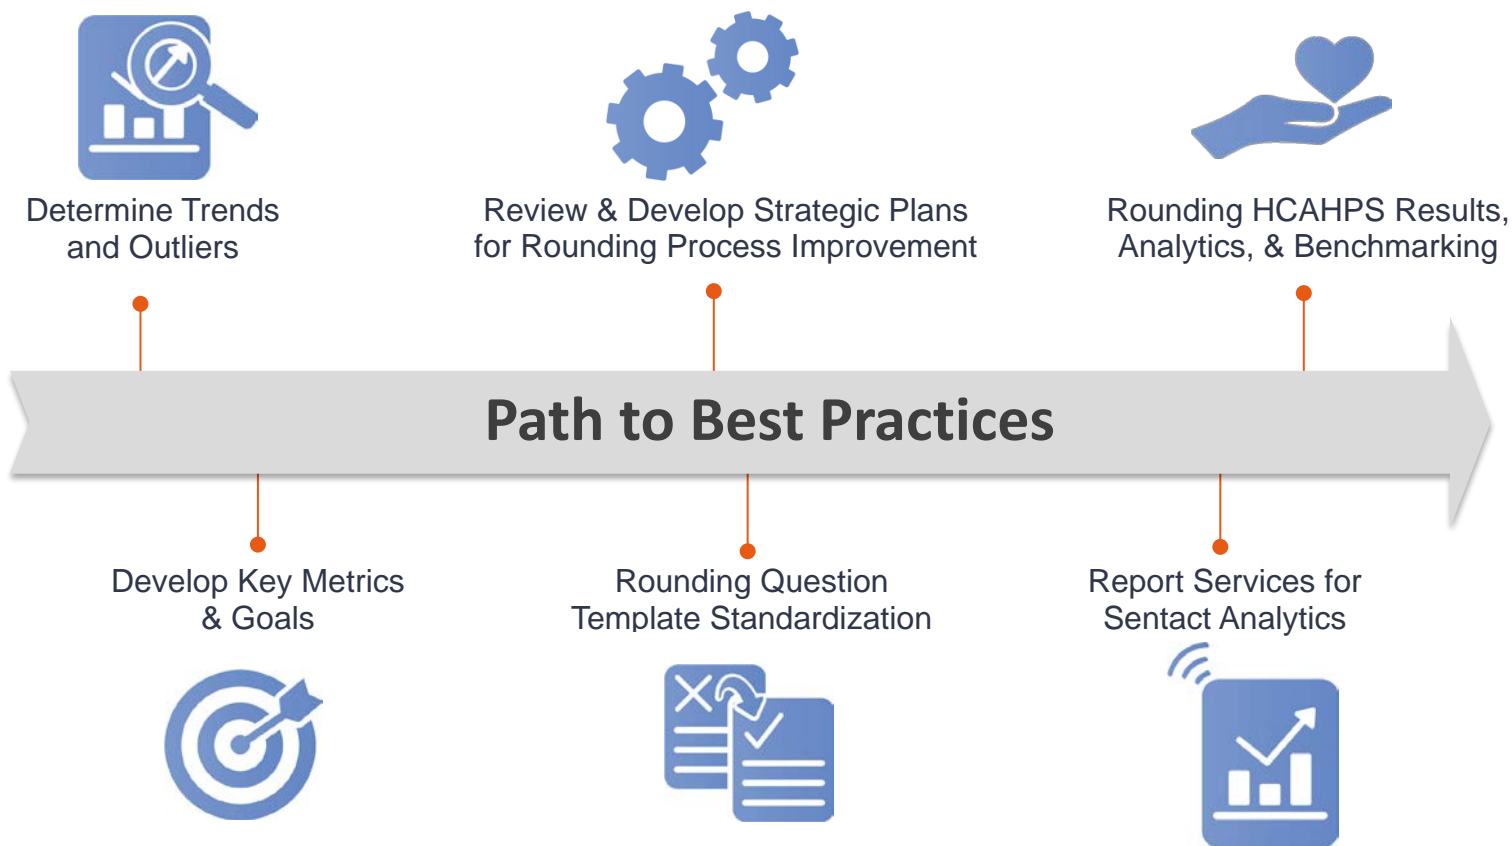 Determine Trends
and Outliers
Review & Develop Strategic Plans
for Rounding Process Improvement
Rounding HCAHPS Results,
Analytics, & Benchmarking
Path to Best Practices
Develop Key Metrics
& Goals
Rounding Question
Template Standardization
Report Services for
Sentact Analytics